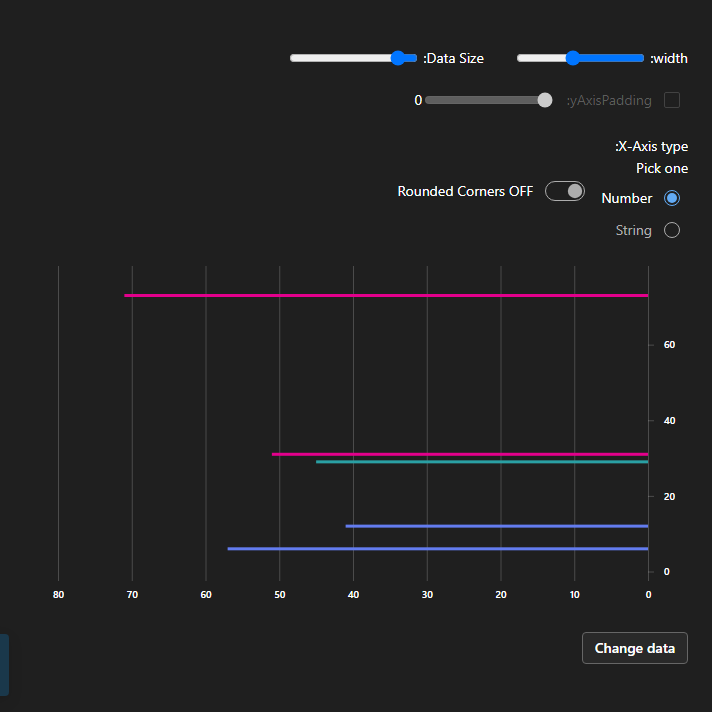 :width
:Data Size
:yAxisPadding
0
:X-Axis type
Pick one
Number
String
Rounded Corners OFF
60
40
20
0
80 70 60 50 40 30 20 10 0
Change data